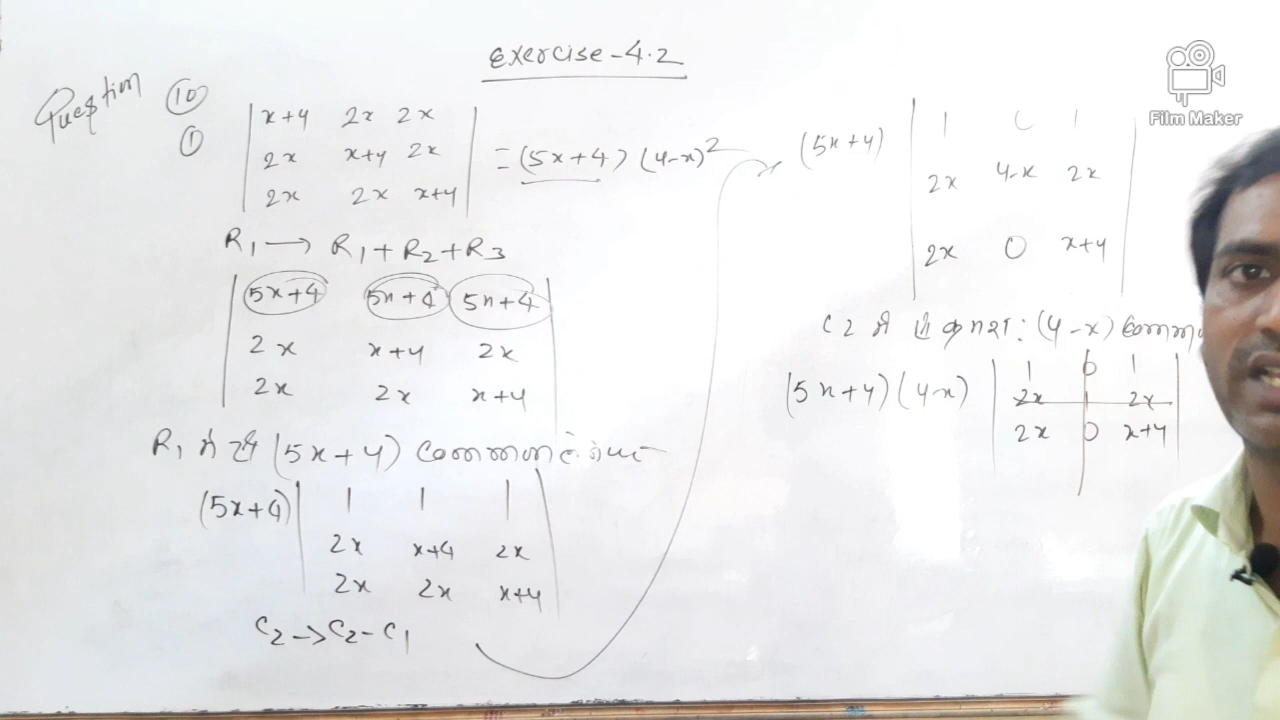 Exercise-4.2
Question 10
1 | x+4 2x 2x |
| 2x x+4 2x | = (5x+4) (4-x)²
| 2x 2x x+4 |
R₁ → R₁ + R₂ + R₃
| 5x+4 5x+4 5x+4 |
| 2x x+4 2x |
| 2x 2x x+4 |
R₁ में से (5x+4) common
(5x+4) | 1 1 1 |
| 2x x+4 2x |
| 2x 2x x+4 |
C₂ → C₂ - C₁
(5x+4) | 1 0 1 |
| 2x 4-x 2x |
| 2x 0 x+4 |
C2 में (4-x)
(5x+4) (4-x) | 1 0 1 |
| 2x 1 2x |
| 2x 0 x+4 |
Film Maker